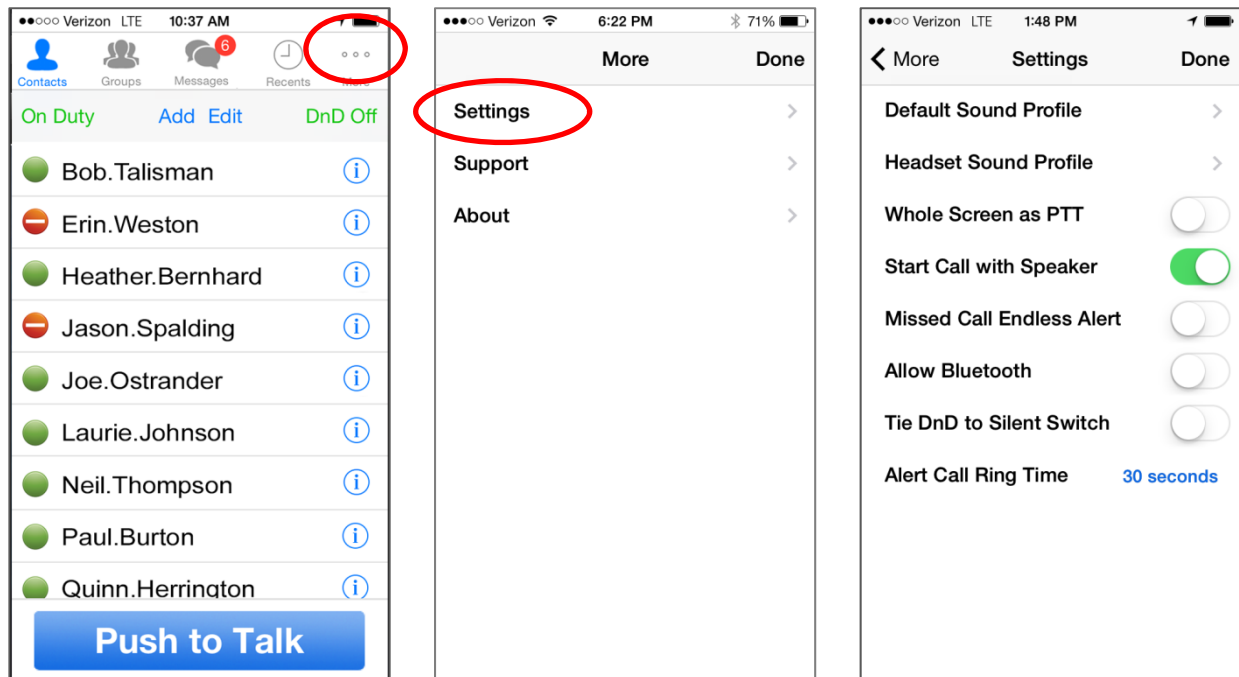 Verizon LTE 10:37 AM
6
Contacts Groups Messages Recents More
On Duty Add Edit DnD Off
Bob.Talisman
Erin.Weston
Heather.Bernhard
Jason.Spalding
Joe.Ostrander
Laurie.Johnson
Neil.Thompson
Paul.Burton
Quinn.Herrington
Push to Talk
Verizon 6:22 PM 71%
More Done
Settings
Support
About
Verizon LTE 1:48 PM
More Settings Done
Default Sound Profile
Headset Sound Profile
Whole Screen as PTT
Start Call with Speaker
Missed Call Endless Alert
Allow Bluetooth
Tie DnD to Silent Switch
Alert Call Ring Time 30 seconds